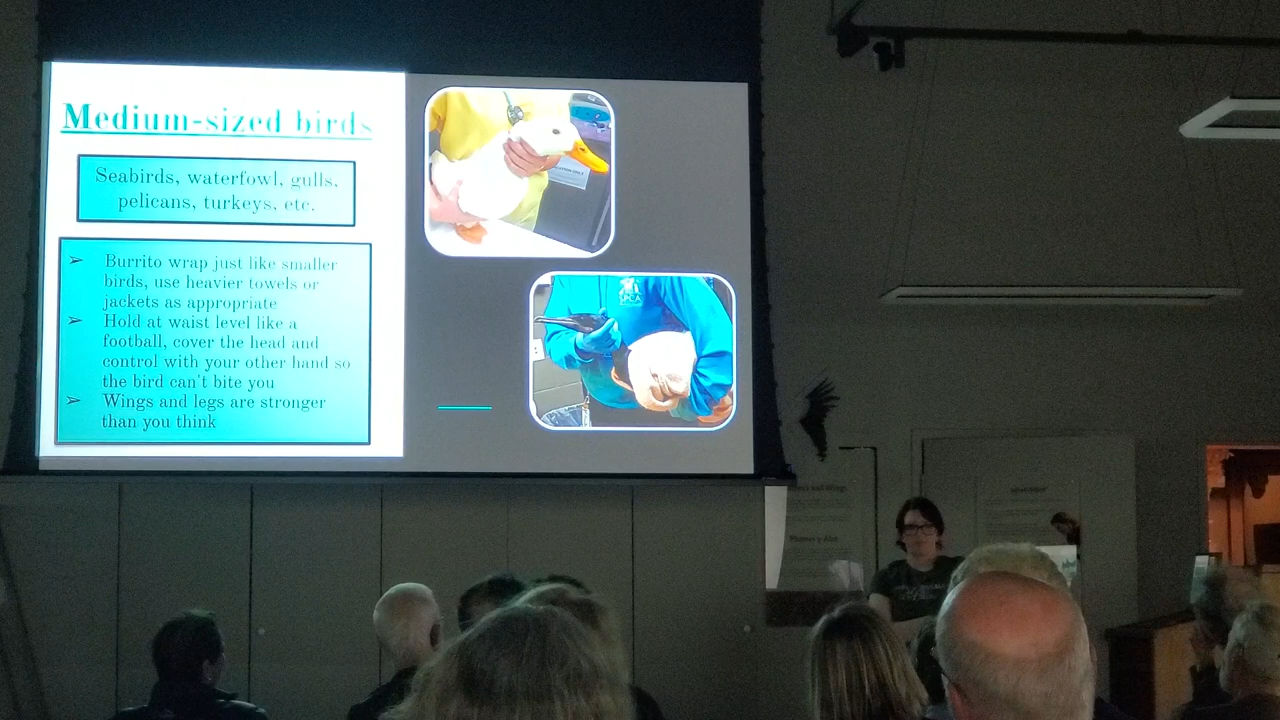 Medium-sized birds
Seabirds, waterfowl, gulls,
pelicans, turkeys, etc.
➤ Burrito wrap just like smaller
birds, use heavier towels or
jackets as appropriate
➤ Hold at waist level like a
football, cover the head and
control with your other hand so
the bird can't bite you
➤ Wings and legs are stronger
than you think
SPCA